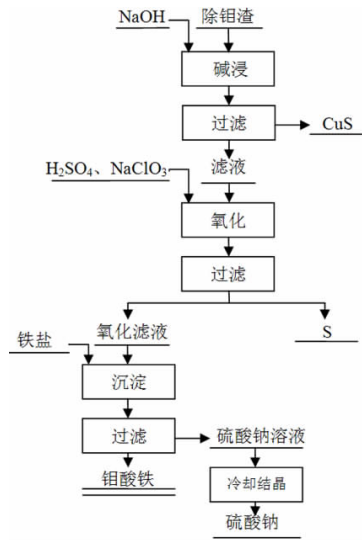 NaOH
除钼渣
碱浸
过滤
CuS
滤液
H₂SO₄、NaClO₃
氧化
过滤
氧化滤液
S
铁盐
沉淀
过滤
硫酸钠溶液
钼酸铁
冷却结晶
硫酸钠